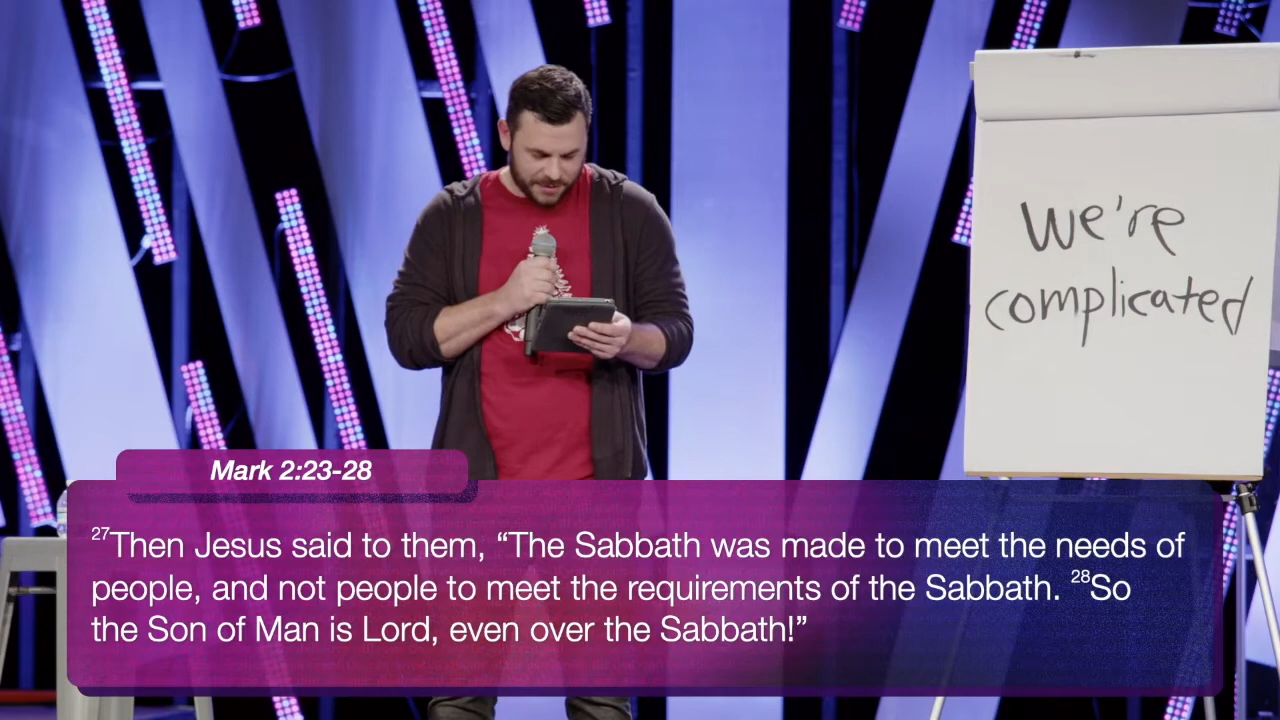 we're
complicated
Mark 2:23-28
27Then Jesus said to them, “The Sabbath was made to meet the needs of
people, and not people to meet the requirements of the Sabbath. 28So
the Son of Man is Lord, even over the Sabbath!”